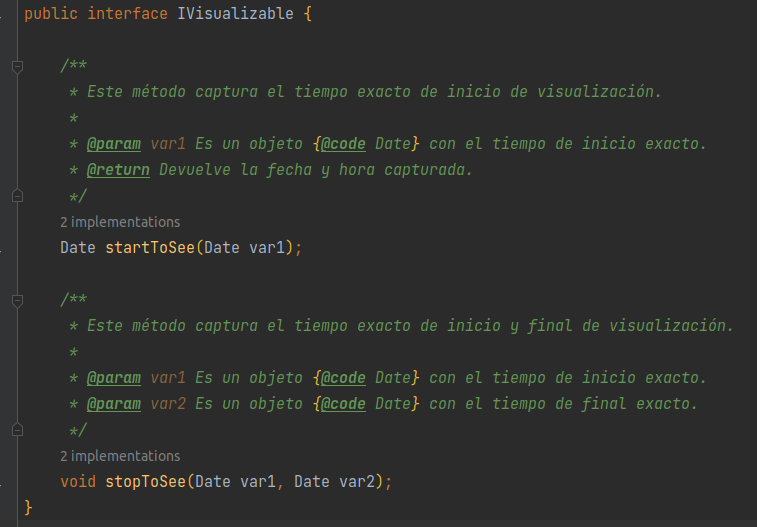 public interface IVisualizable {
/**
* Este método captura el tiempo exacto de inicio de visualización.
*
* @param var1 Es un objeto {@code Date} con el tiempo de inicio exacto.
* @return Devuelve la fecha y hora capturada.
*/
2 implementations
Date startToSee(Date var1);
/**
* Este método captura el tiempo exacto de inicio y final de visualización.
*
* @param var1 Es un objeto {@code Date} con el tiempo de inicio exacto.
* @param var2 Es un objeto {@code Date} con el tiempo de final exacto.
*/
2 implementations
void stopToSee(Date var1, Date var2);
}